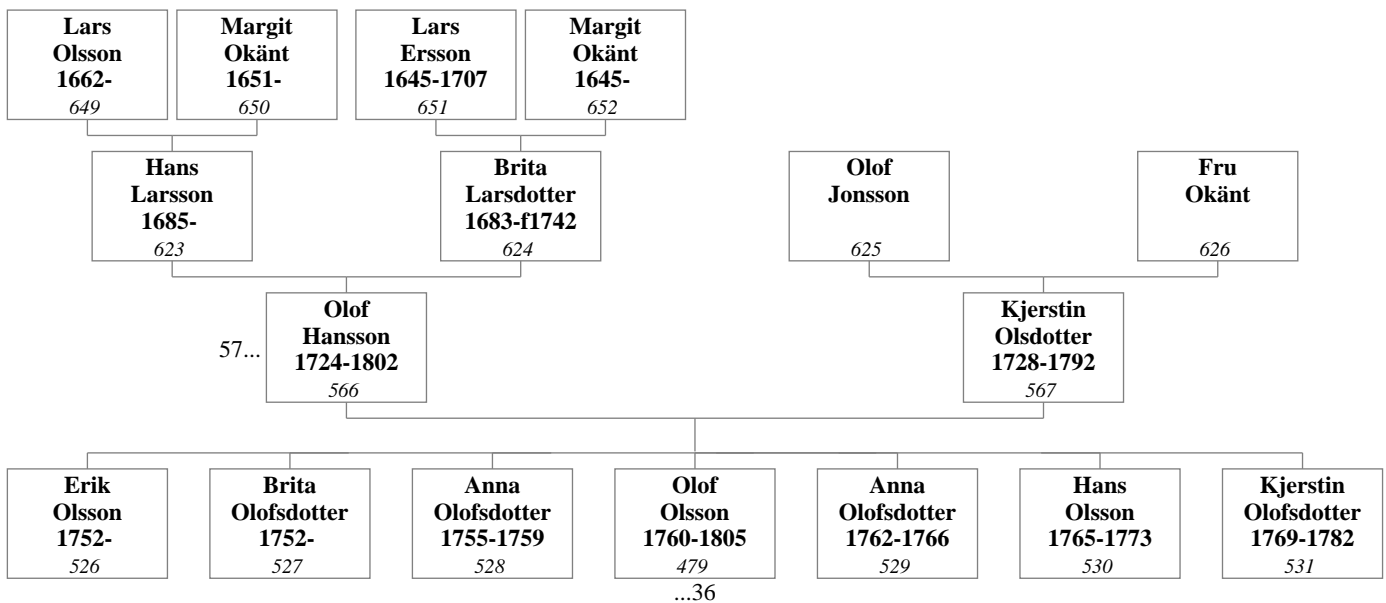 Lars
Olsson
1662-
649
Margit
Okänt
1651-
650
Lars
Ersson
1645-1707
651
Margit
Okänt
1645-
652
Hans
Larsson
1685-
623
Brita
Larsdotter
1683-f1742
624
Olof
Jonsson
625
Fru
Okänt
626
57...
Olof
Hansson
1724-1802
566
Kjerstin
Olsdotter
1728-1792
567
Erik
Olsson
1752-
526
Brita
Olofsdotter
1752-
527
Anna
Olofsdotter
1755-1759
528
Olof
Olsson
1760-1805
479
...36
Anna
Olofsdotter
1762-1766
529
Hans
Olsson
1765-1773
530
Kjerstin
Olofsdotter
1769-1782
531